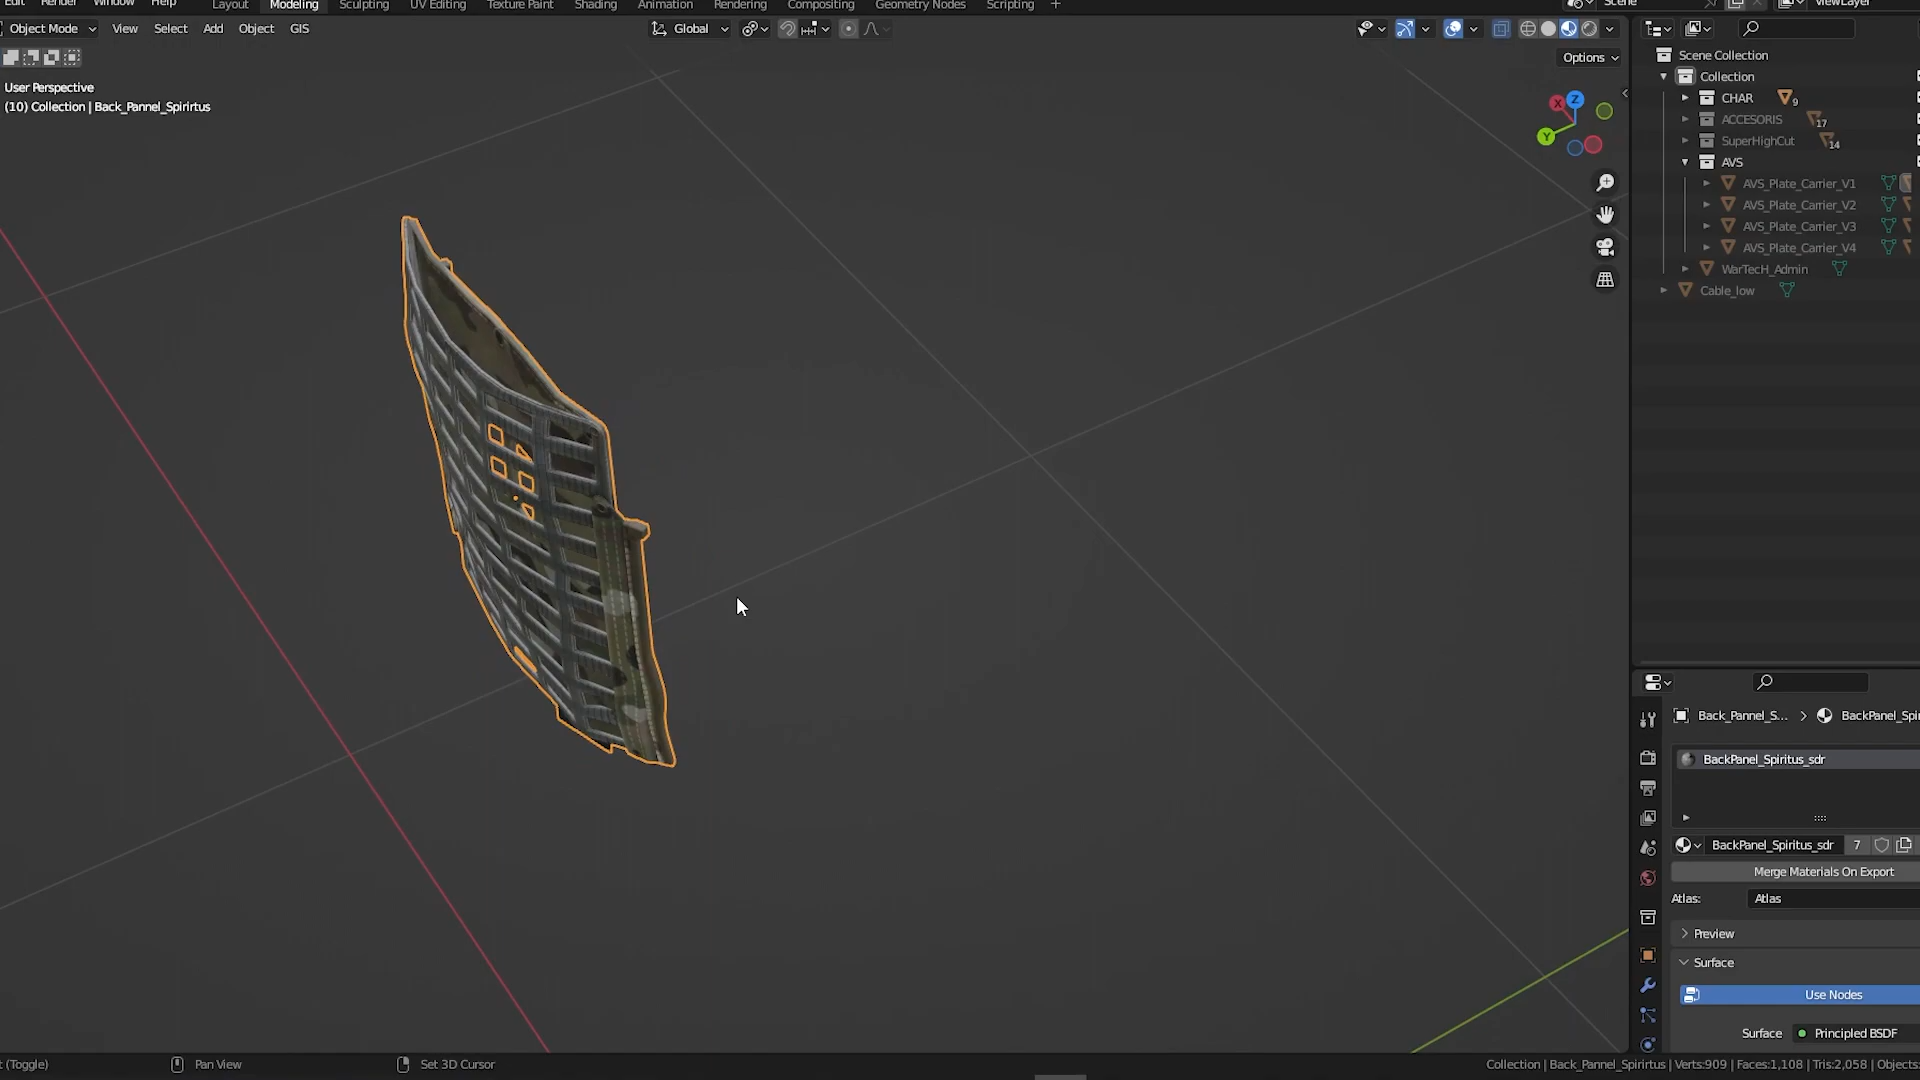 Edit Render Window Help Layout Modeling Sculpting UV Editing Texture Paint Shading Animation Rendering Compositing Geometry Nodes Scripting + Scene ViewLayer
Object Mode View Select Add Object GIS Global
Options
User Perspective
(10) Collection | Back_Pannel_Spirirtus
X Z
Y
Scene Collection
Collection
CHAR 9
ACCESORIS 17
SuperHighCut 14
AVS
AVS_Plate_Carrier_V1
AVS_Plate_Carrier_V2
AVS_Plate_Carrier_V3
AVS_Plate_Carrier_V4
WarTecH_Admin
Cable_low
Back_Pannel_S... > BackPanel_Spi
BackPanel_Spiritus_sdr
BackPanel_Spiritus_sdr 7
Merge Materials On Export
Atlas: Atlas
Preview
Surface
Use Nodes
Surface Principled BSDF
t (Toggle) Pan View Set 3D Cursor Collection | Back_Pannel_Spirirtus | Verts:909 | Faces:1,108 | Tris:2,058 | Objects: